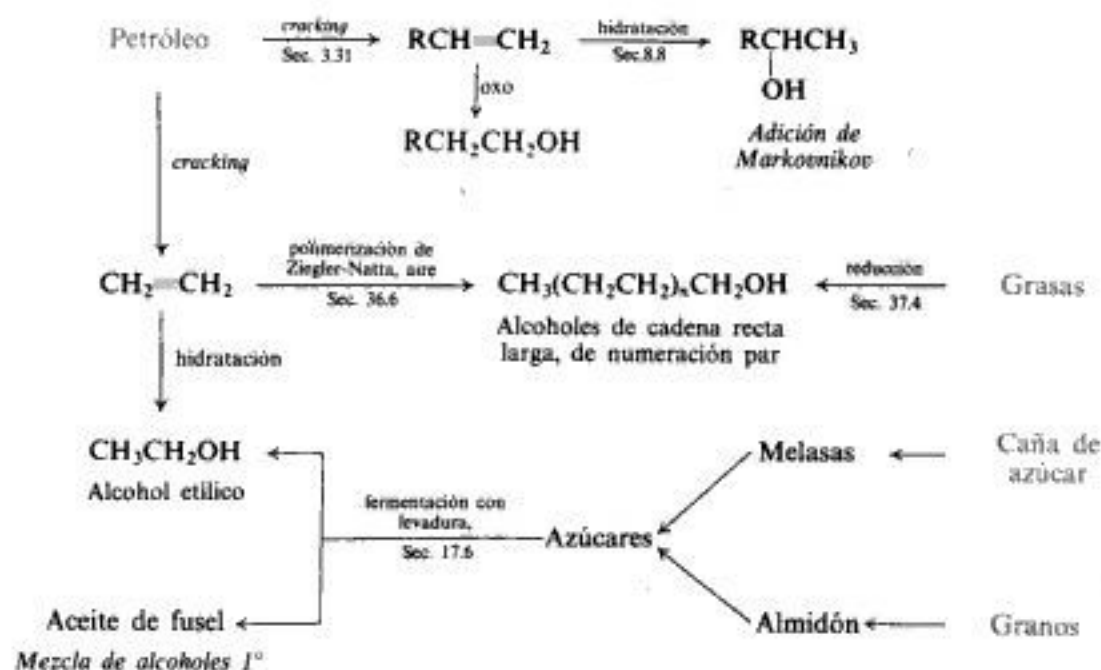 Petróleo
cracking
Sec. 3.31
RCH=CH₂
hidratación
Sec.8.8
RCHCH₃
OH
oxo
RCH₂CH₂OH
Adición de
Markovnikov
cracking
CH₂=CH₂
polimerización de
Ziegler-Natta, aire
Sec. 36.6
CH₃(CH₂CH₂)ₙCH₂OH
reducción
Sec. 37.4
Grasas
Alcoholes de cadena recta
larga, de numeración par
hidratación
CH₃CH₂OH
Alcohol etílico
Melasas
Caña de
azúcar
fermentación con
levadura,
Sec. 17.6
Azúcares
Aceite de fusel
Mezcla de alcoholes 1°
Almidón
Granos